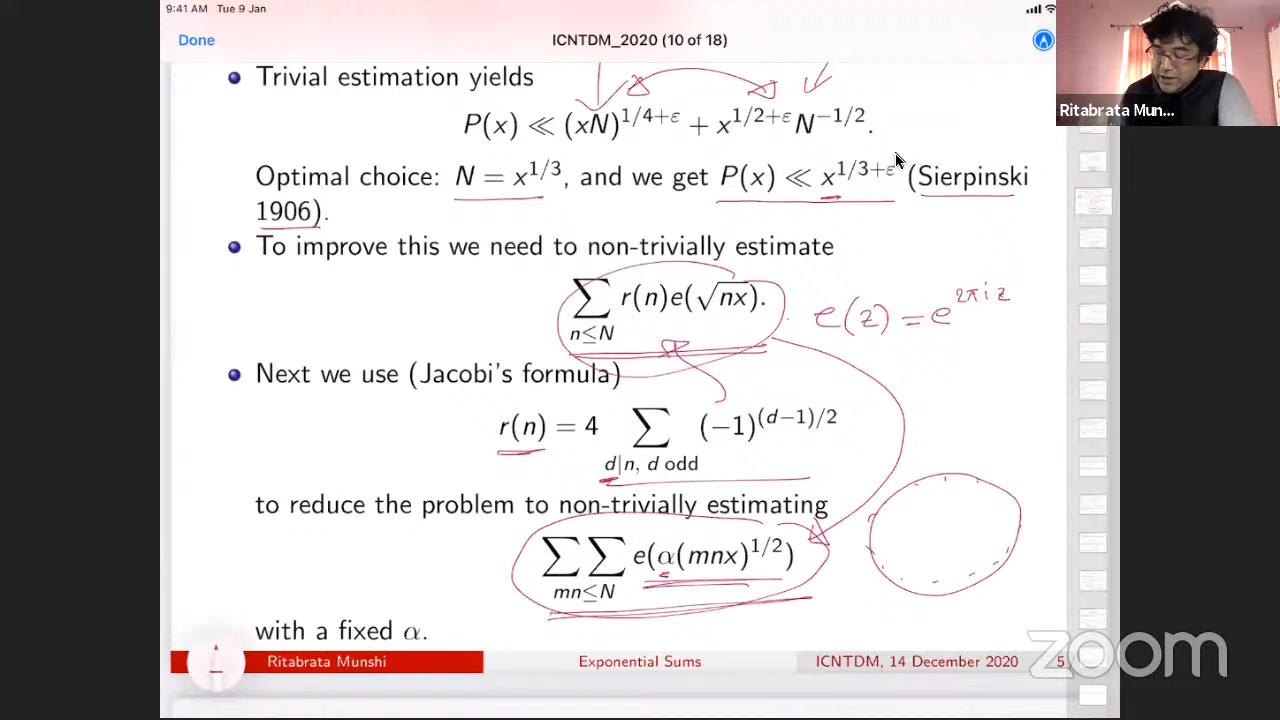 9:41 AM Tue 9 Jan
Done
ICNTDM_2020 (10 of 18)
Ritabrata Mun...
Trivial estimation yields
P(x) ≪ (xN)^{1/4+ε} + x^{1/2+ε} N^{−1/2}.
Optimal choice: N = x^{1/3}, and we get P(x) ≪ x^{1/3+ε} (Sierpinski
1906).
To improve this we need to non-trivially estimate
∑_{n≤N} r(n)e(√nx).
e(z) = e^{2πiz}
Next we use (Jacobi's formula)
r(n) = 4 ∑_{d|n, d odd} (−1)^{(d−1)/2}
to reduce the problem to non-trivially estimating
∑∑_{mn≤N} e(α(mnx)^{1/2})
with a fixed α.
Ritabrata Munshi
Exponential Sums
ICNTDM, 14 December 2020
5
zoom